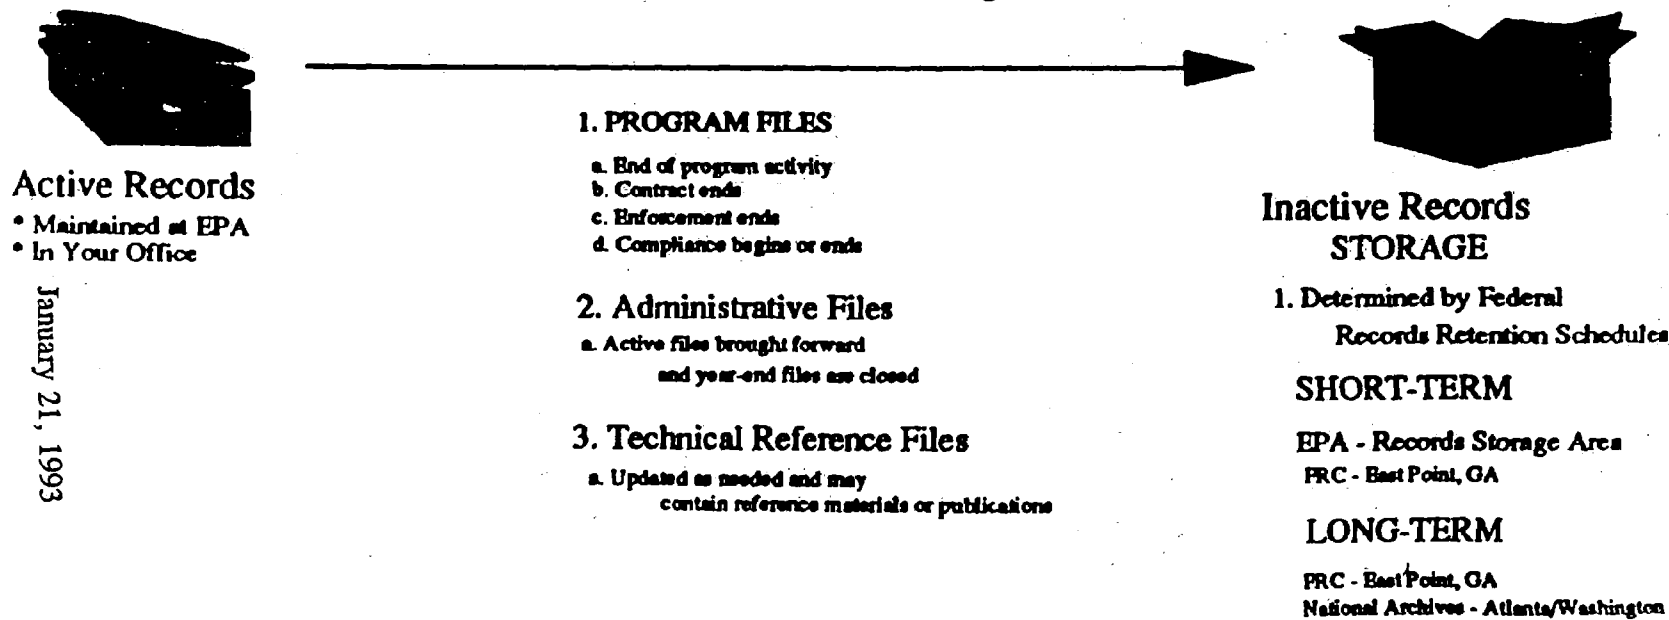 Active Records
* Maintained at EPA
* In Your Office
January 21, 1993
1. PROGRAM FILES
a. End of program activity
b. Contract ends
c. Enforcement ends
d. Compliance begins or ends
2. Administrative Files
a. Active files brought forward
and year-end files are closed
3. Technical Reference Files
a. Updated as needed and may
contain reference materials or publications
Inactive Records
STORAGE
1. Determined by Federal
Records Retention Schedules
SHORT-TERM
EPA - Records Storage Area
FRC - East Point, GA
LONG-TERM
FRC - East Point, GA
National Archives - Atlanta/Washington